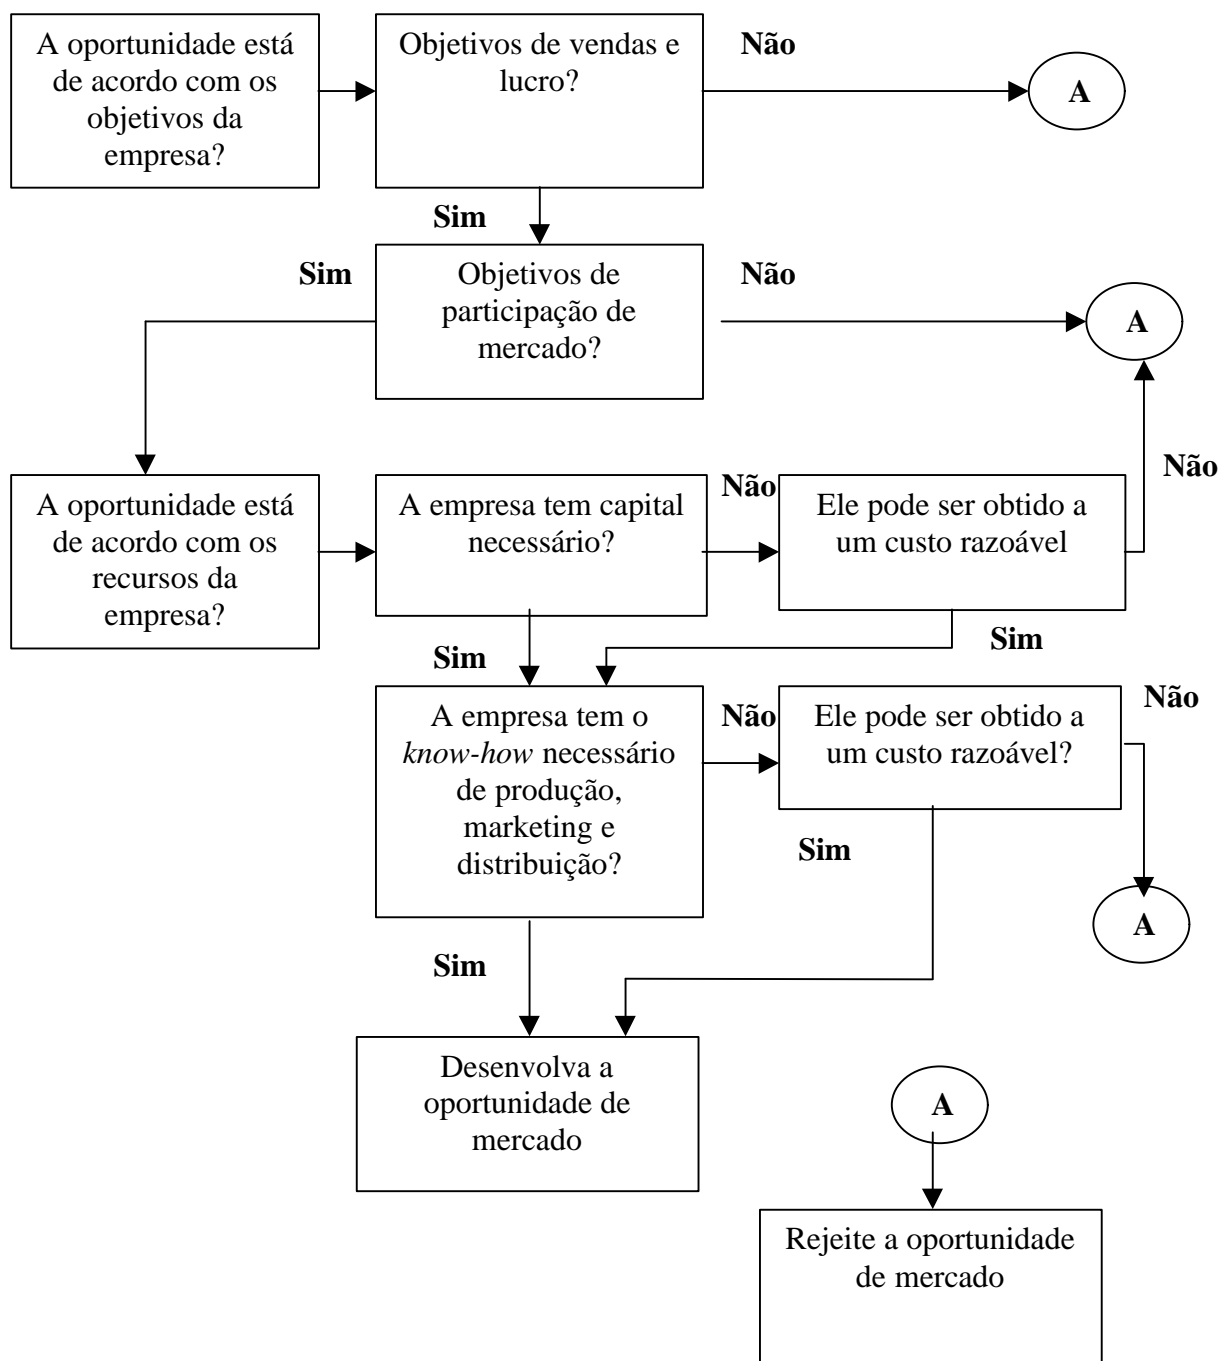 A oportunidade está
de acordo com os
objetivos da
empresa?
Objetivos de vendas e
lucro?
Não
A
Sim
Sim
Objetivos de
participação de
mercado?
Não
A
A oportunidade está
de acordo com os
recursos da
empresa?
A empresa tem capital
necessário?
Não
Ele pode ser obtido a
um custo razoável
Não
Sim
Sim
A empresa tem o
know-how necessário
de produção,
marketing e
distribuição?
Não
Ele pode ser obtido a
um custo razoável?
Não
Sim
A
Sim
Desenvolva a
oportunidade de
mercado
A
Rejeite a oportunidade
de mercado